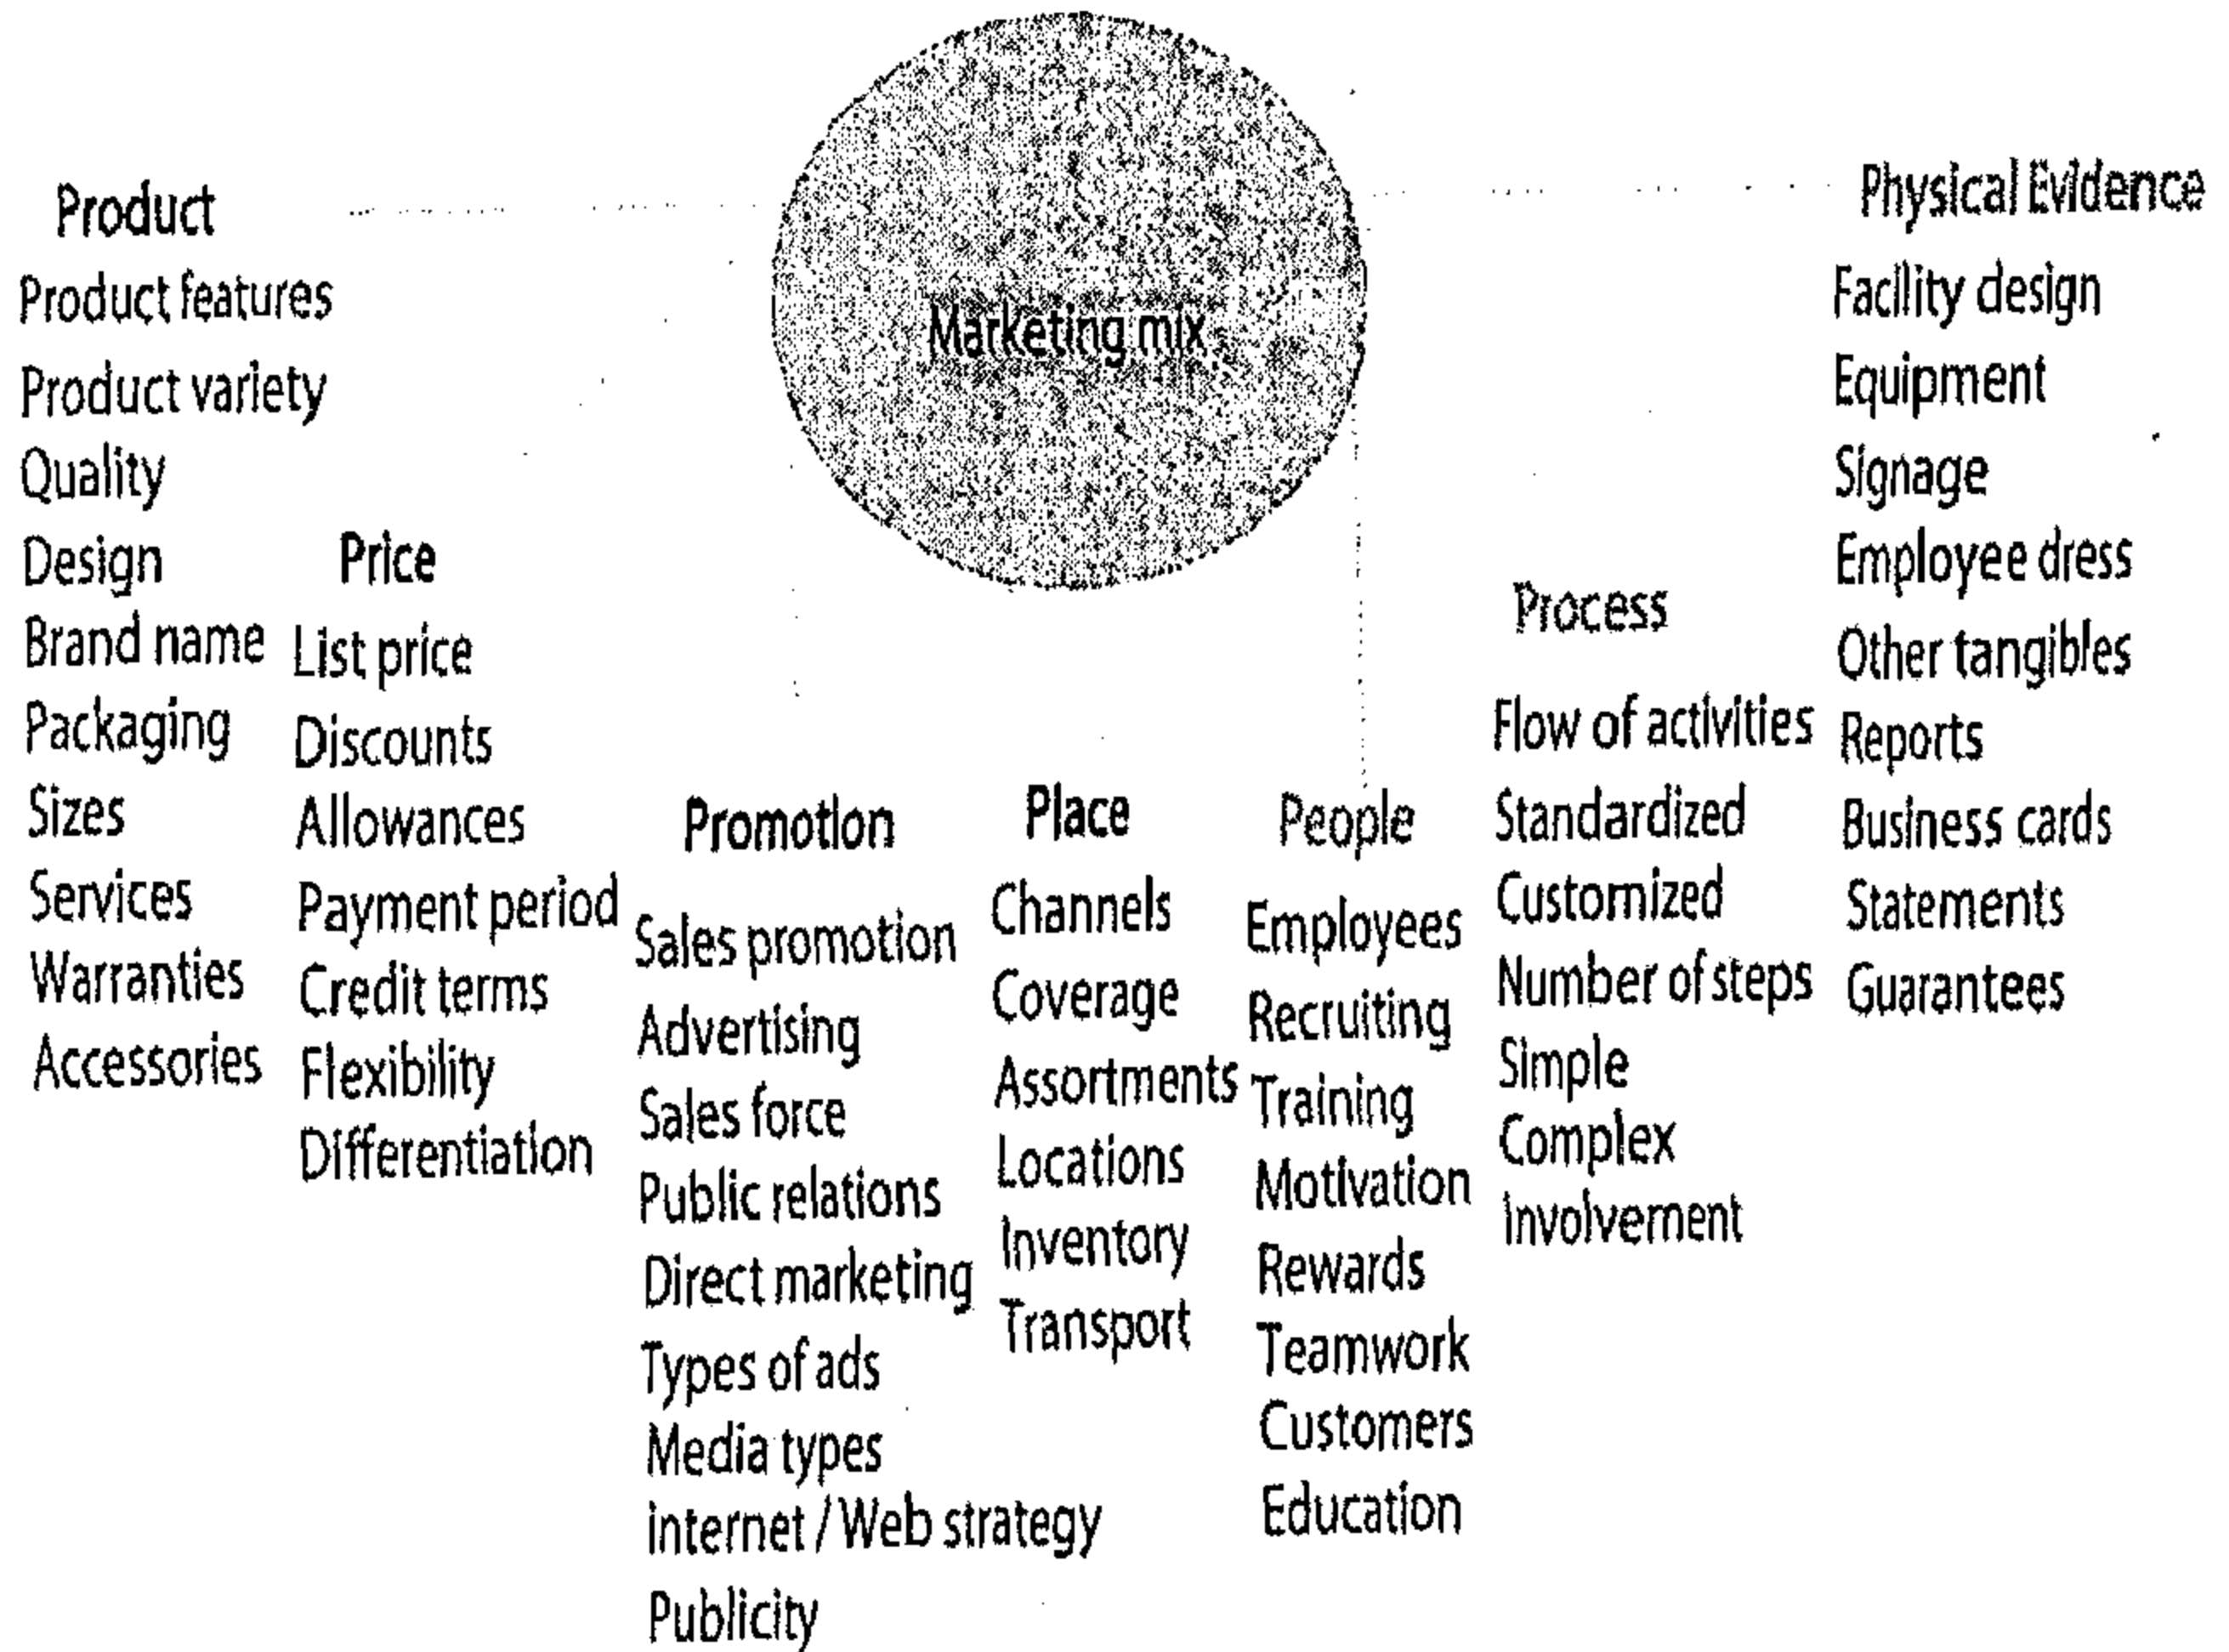 Marketing mix
Product
Product features
Product variety
Quality
Design
Brand name
Packaging
Sizes
Services
Warranties
Accessories
Price
List price
Discounts
Allowances
Payment period
Credit terms
Flexibility
Differentiation
Promotion
Sales promotion
Advertising
Sales force
Public relations
Direct marketing
Types of ads
Media types
internet / Web strategy
Publicity
Place
Channels
Coverage
Assortments
Locations
Inventory
Transport
People
Employees
Recruiting
Training
Motivation
Rewards
Teamwork
Customers
Education
Process
Flow of activities
Standardized
Customized
Number of steps
Simple
Complex
Involvement
Physical Evidence
Facility design
Equipment
Signage
Employee dress
Other tangibles
Reports
Business cards
Statements
Guarantees